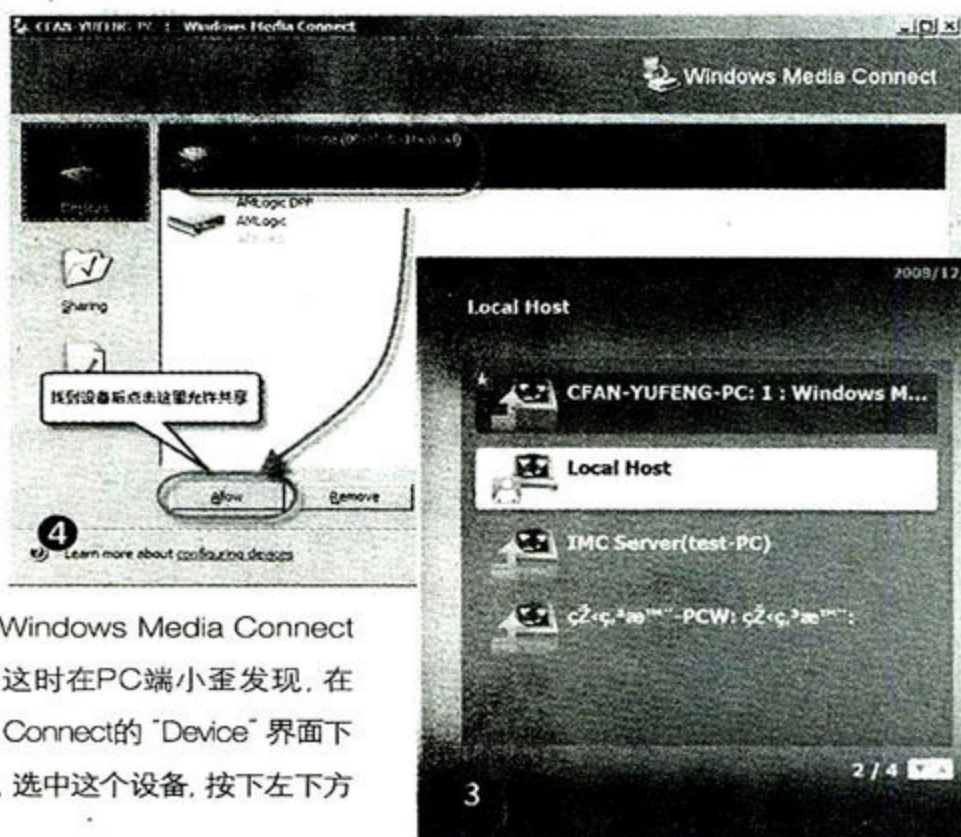 CFAN-YUFENG-PC: 1: Windows Media Connect
Windows Media Connect
Devices
AMLogic DPP
AMLogic
Sharing
找到设备后点击这里允许共享
Allow Remove
4
Learn more about configuring devices
2008/12
Local Host
CFAN-YUFENG-PC: 1 : Windows M...
Local Host
IMC Server(test-PC)
2 / 4
3
Windows Media Connect
这时在PC端小歪发现, 在
Connect的“Device”界面下
, 选中这个设备, 按下左下方